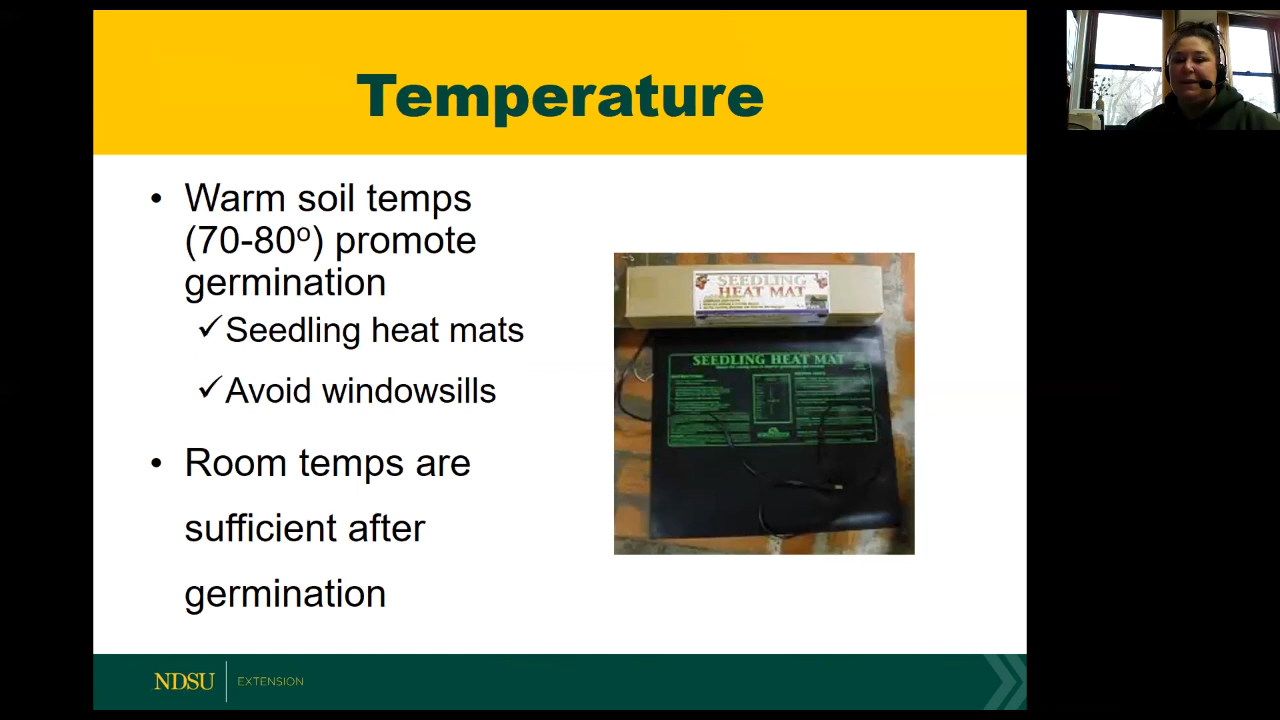 Temperature
• Warm soil temps
(70-80º) promote
germination
✓Seedling heat mats
✓Avoid windowsills
• Room temps are
sufficient after
germination
SEEDLING
HEAT MAT
SEEDLING HEAT MAT
NDSU EXTENSION